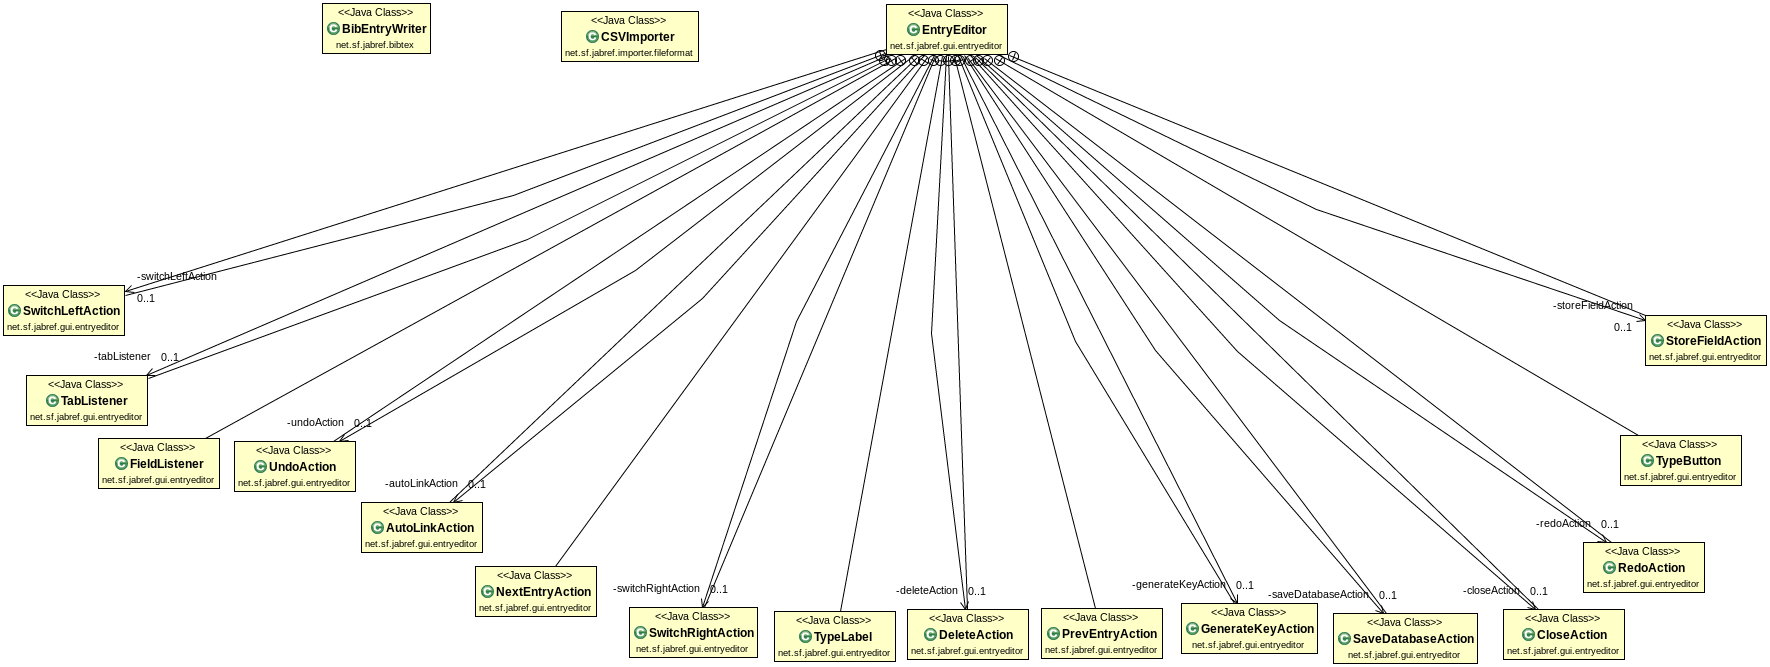 <<Java Class>>
BibEntryWriter
net.sf.jabref.bibtex
<<Java Class>>
CSVImporter
net.sf.jabref.importer.fileformat
<<Java Class>>
EntryEditor
net.sf.jabref.gui.entryeditor
-switchLeftAction
0..1
<<Java Class>>
SwitchLeftAction
net.sf.jabref.gui.entryeditor
-storeFieldAction
0..1
<<Java Class>>
StoreFieldAction
net.sf.jabref.gui.entryeditor
-tabListener 0..1
<<Java Class>>
TabListener
net.sf.jabref.gui.entryeditor
<<Java Class>>
FieldListener
net.sf.jabref.gui.entryeditor
-undoAction 0..1
<<Java Class>>
UndoAction
net.sf.jabref.gui.entryeditor
<<Java Class>>
TypeButton
net.sf.jabref.gui.entryeditor
-autoLinkAction 0..1
<<Java Class>>
AutoLinkAction
net.sf.jabref.gui.entryeditor
-redoAction 0..1
<<Java Class>>
RedoAction
net.sf.jabref.gui.entryeditor
<<Java Class>>
NextEntryAction
net.sf.jabref.gui.entryeditor
-switchRightAction 0..1
<<Java Class>>
SwitchRightAction
net.sf.jabref.gui.entryeditor
<<Java Class>>
TypeLabel
net.sf.jabref.gui.entryeditor
-deleteAction 0..1
<<Java Class>>
DeleteAction
net.sf.jabref.gui.entryeditor
<<Java Class>>
PrevEntryAction
net.sf.jabref.gui.entryeditor
-generateKeyAction 0..1
<<Java Class>>
GenerateKeyAction
net.sf.jabref.gui.entryeditor
-saveDatabaseAction 0..1
<<Java Class>>
SaveDatabaseAction
net.sf.jabref.gui.entryeditor
-closeAction 0..1
<<Java Class>>
CloseAction
net.sf.jabref.gui.entryeditor